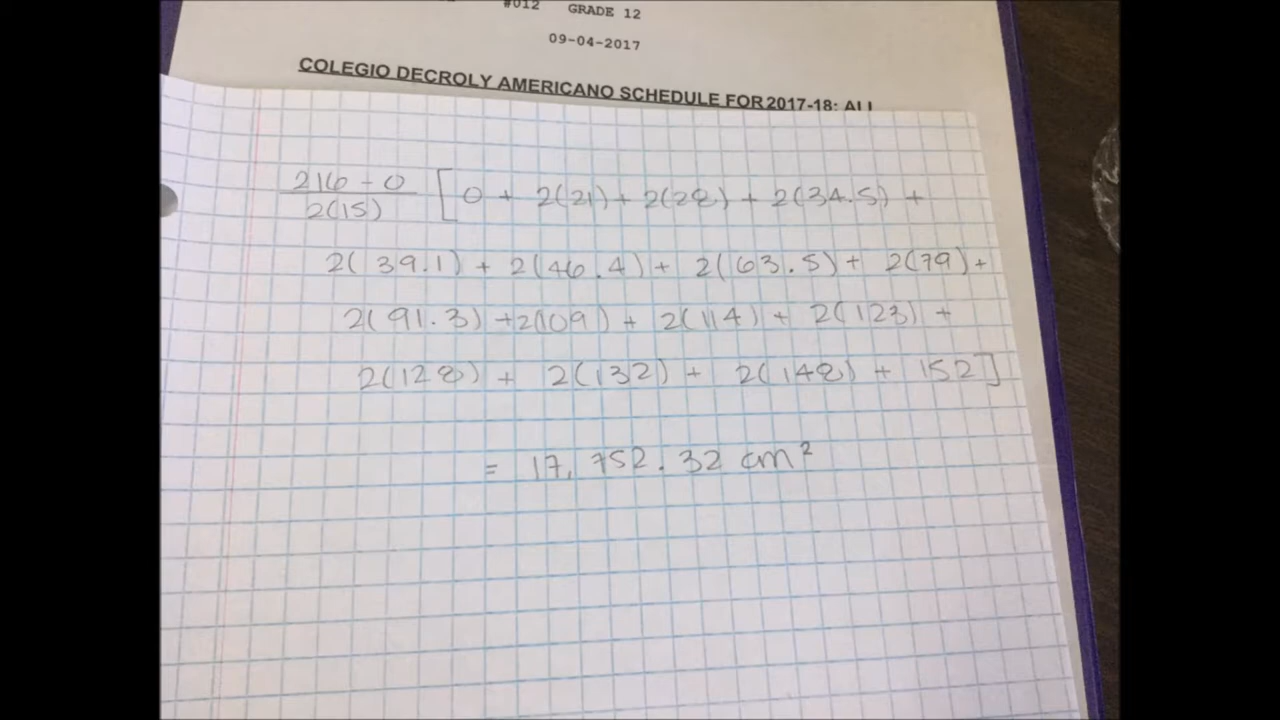 #012 GRADE 12
09-04-2017
COLEGIO DECROLY AMERICANO SCHEDULE FOR 2017-18: ALL
216 - 0 / 2(15) [0 + 2(21) + 2(28) + 2(34.5) +
2(39.1) + 2(46.4) + 2(63.5) + 2(79) +
2(91.3) + 2(109) + 2(114) + 2(123) +
2(128) + 2(132) + 2(148) + 152]
= 17,752.32 cm²